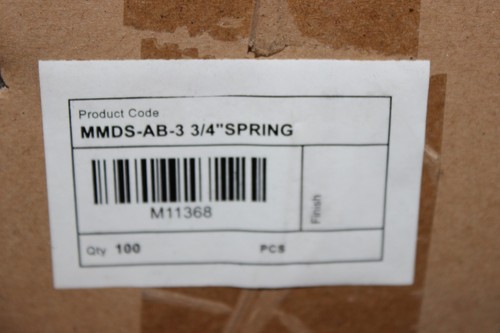 Product Code
MMDS-AB-3 3/4"SPRING
M11368
Finish
Qty 100 PCS